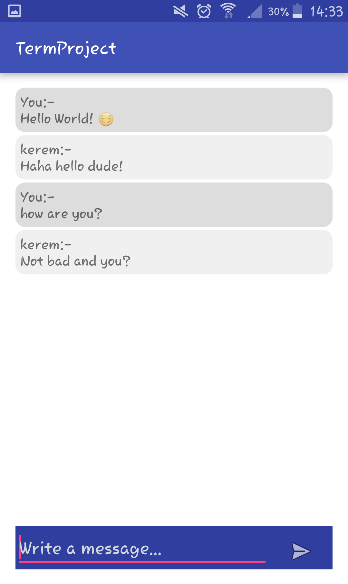 30% 14:33
TermProject
You:-
Hello World! 😊
kerem:-
Haha hello dude!
You:-
how are you?
kerem:-
Not bad and you?
Write a message...